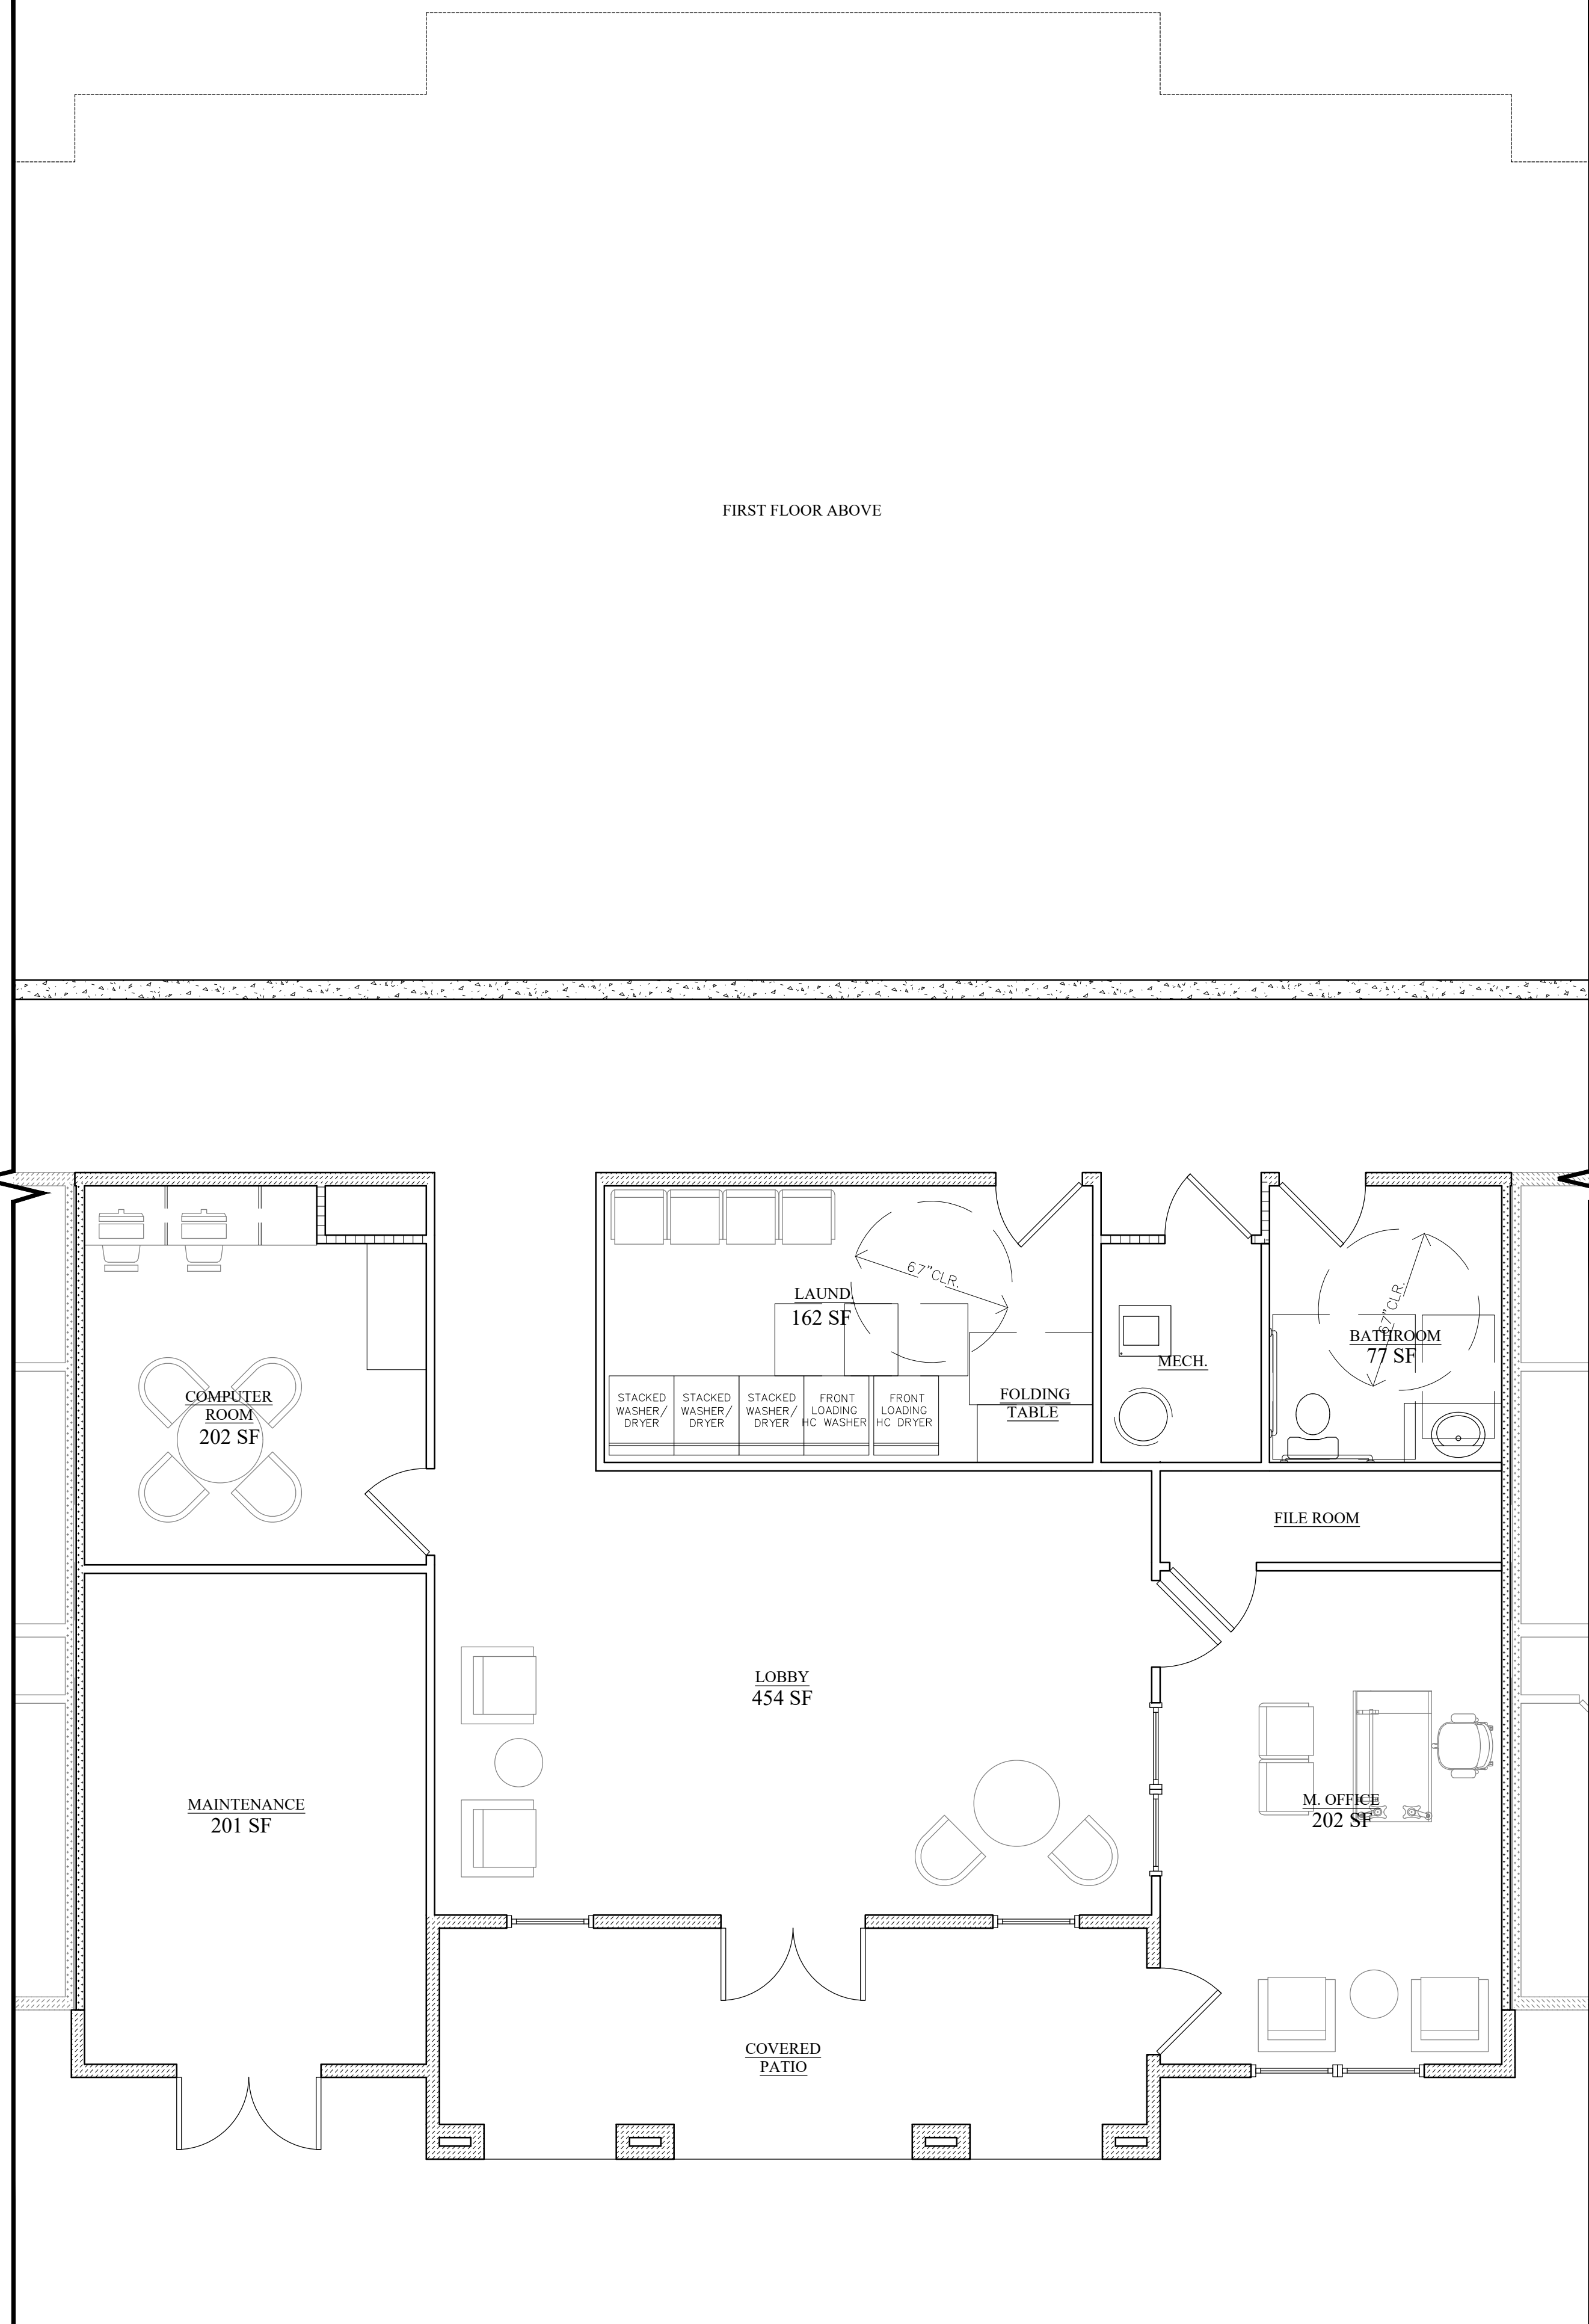 FIRST FLOOR ABOVE
67"CLR.
LAUND.
162 SF
67"CLR.
BATHROOM
77 SF
MECH.
COMPUTER
ROOM
202 SF
STACKED
WASHER/
DRYER
STACKED
WASHER/
DRYER
STACKED
WASHER/
DRYER
FRONT
LOADING
HC WASHER
FRONT
LOADING
HC DRYER
FOLDING
TABLE
FILE ROOM
LOBBY
454 SF
MAINTENANCE
201 SF
M. OFFICE
202 SF
COVERED
PATIO